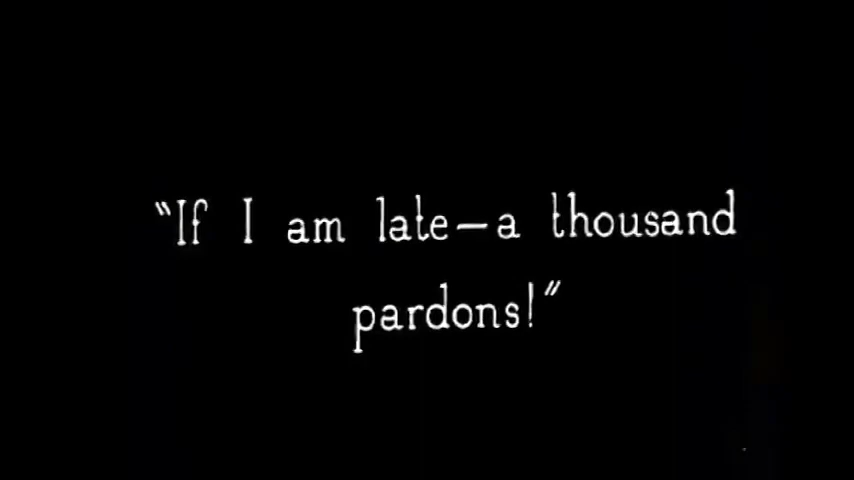 "If I am late—a thousand
pardons!"